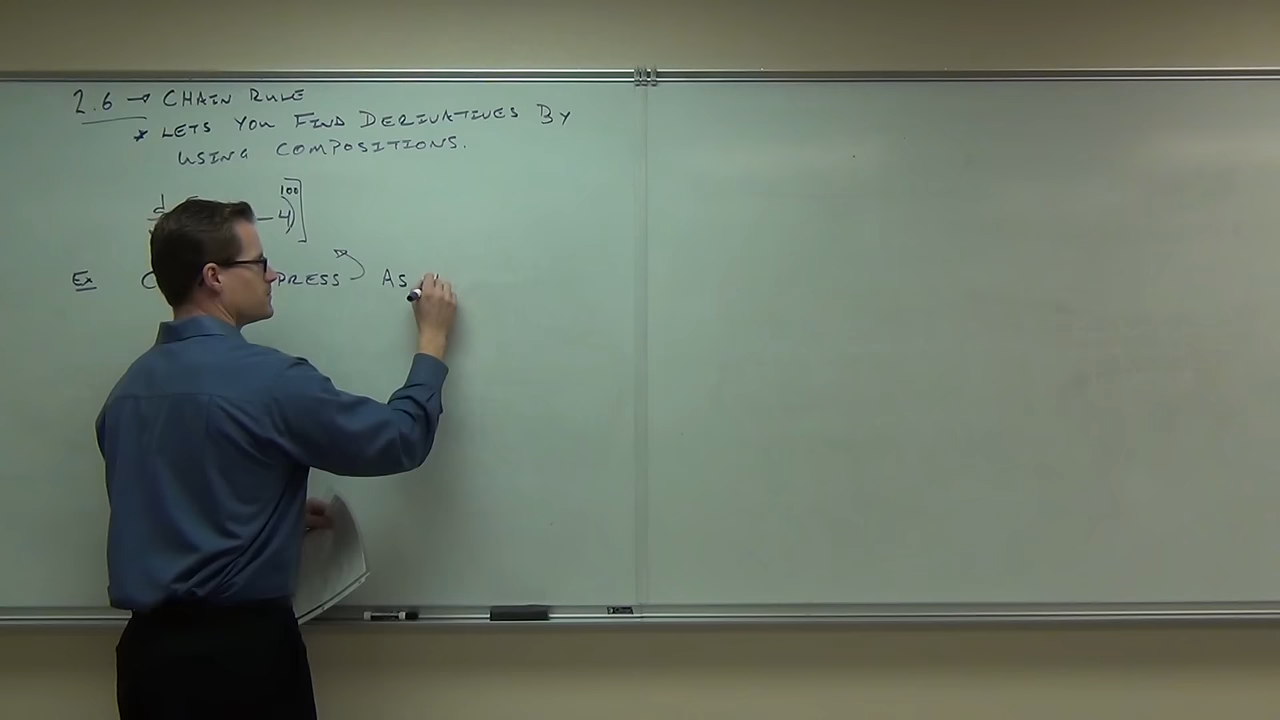 2.6 → CHAIN RULE
* LETS YOU FIND DERIVATIVES BY
USING COMPOSITIONS.
d – 4)¹⁰⁰]
Ex PRESS AS